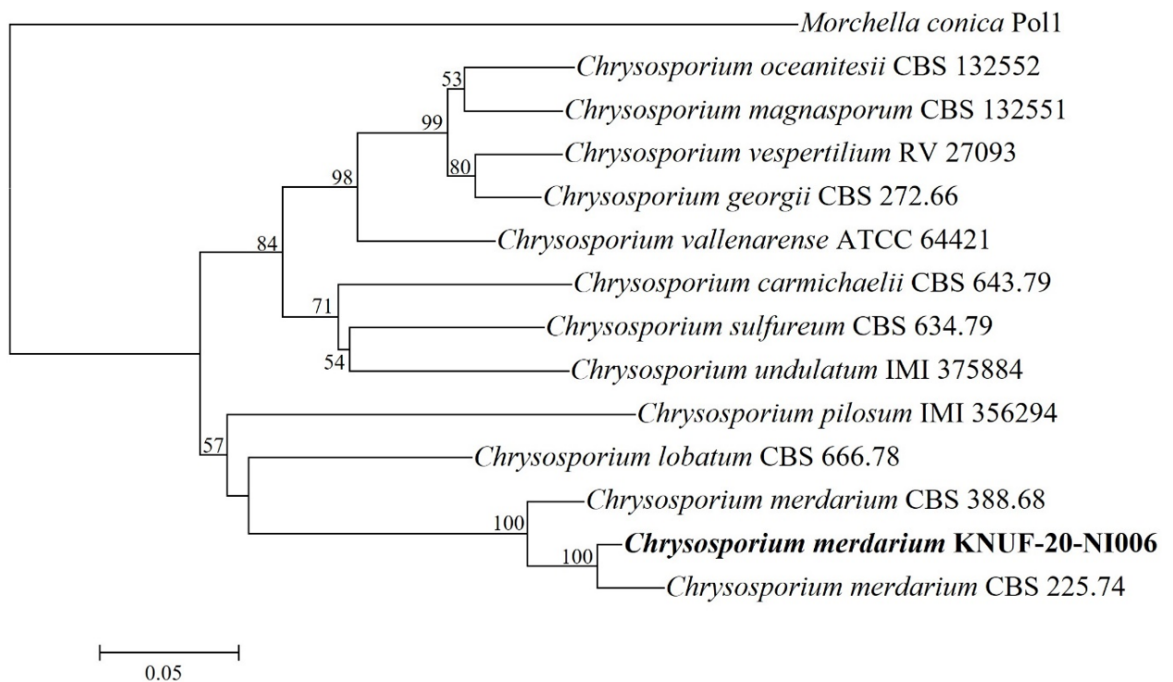 Morchella conica Pol1
Chrysosporium oceanitesii CBS 132552
53
Chrysosporium magnasporum CBS 132551
99
Chrysosporium vespertilium RV 27093
80
Chrysosporium georgii CBS 272.66
98
Chrysosporium vallenarense ATCC 64421
84
Chrysosporium carmichaelii CBS 643.79
71
Chrysosporium sulfureum CBS 634.79
54
Chrysosporium undulatum IMI 375884
Chrysosporium pilosum IMI 356294
57
Chrysosporium lobatum CBS 666.78
Chrysosporium merdarium CBS 388.68
100
Chrysosporium merdarium KNUF-20-NI006
100
Chrysosporium merdarium CBS 225.74
0.05